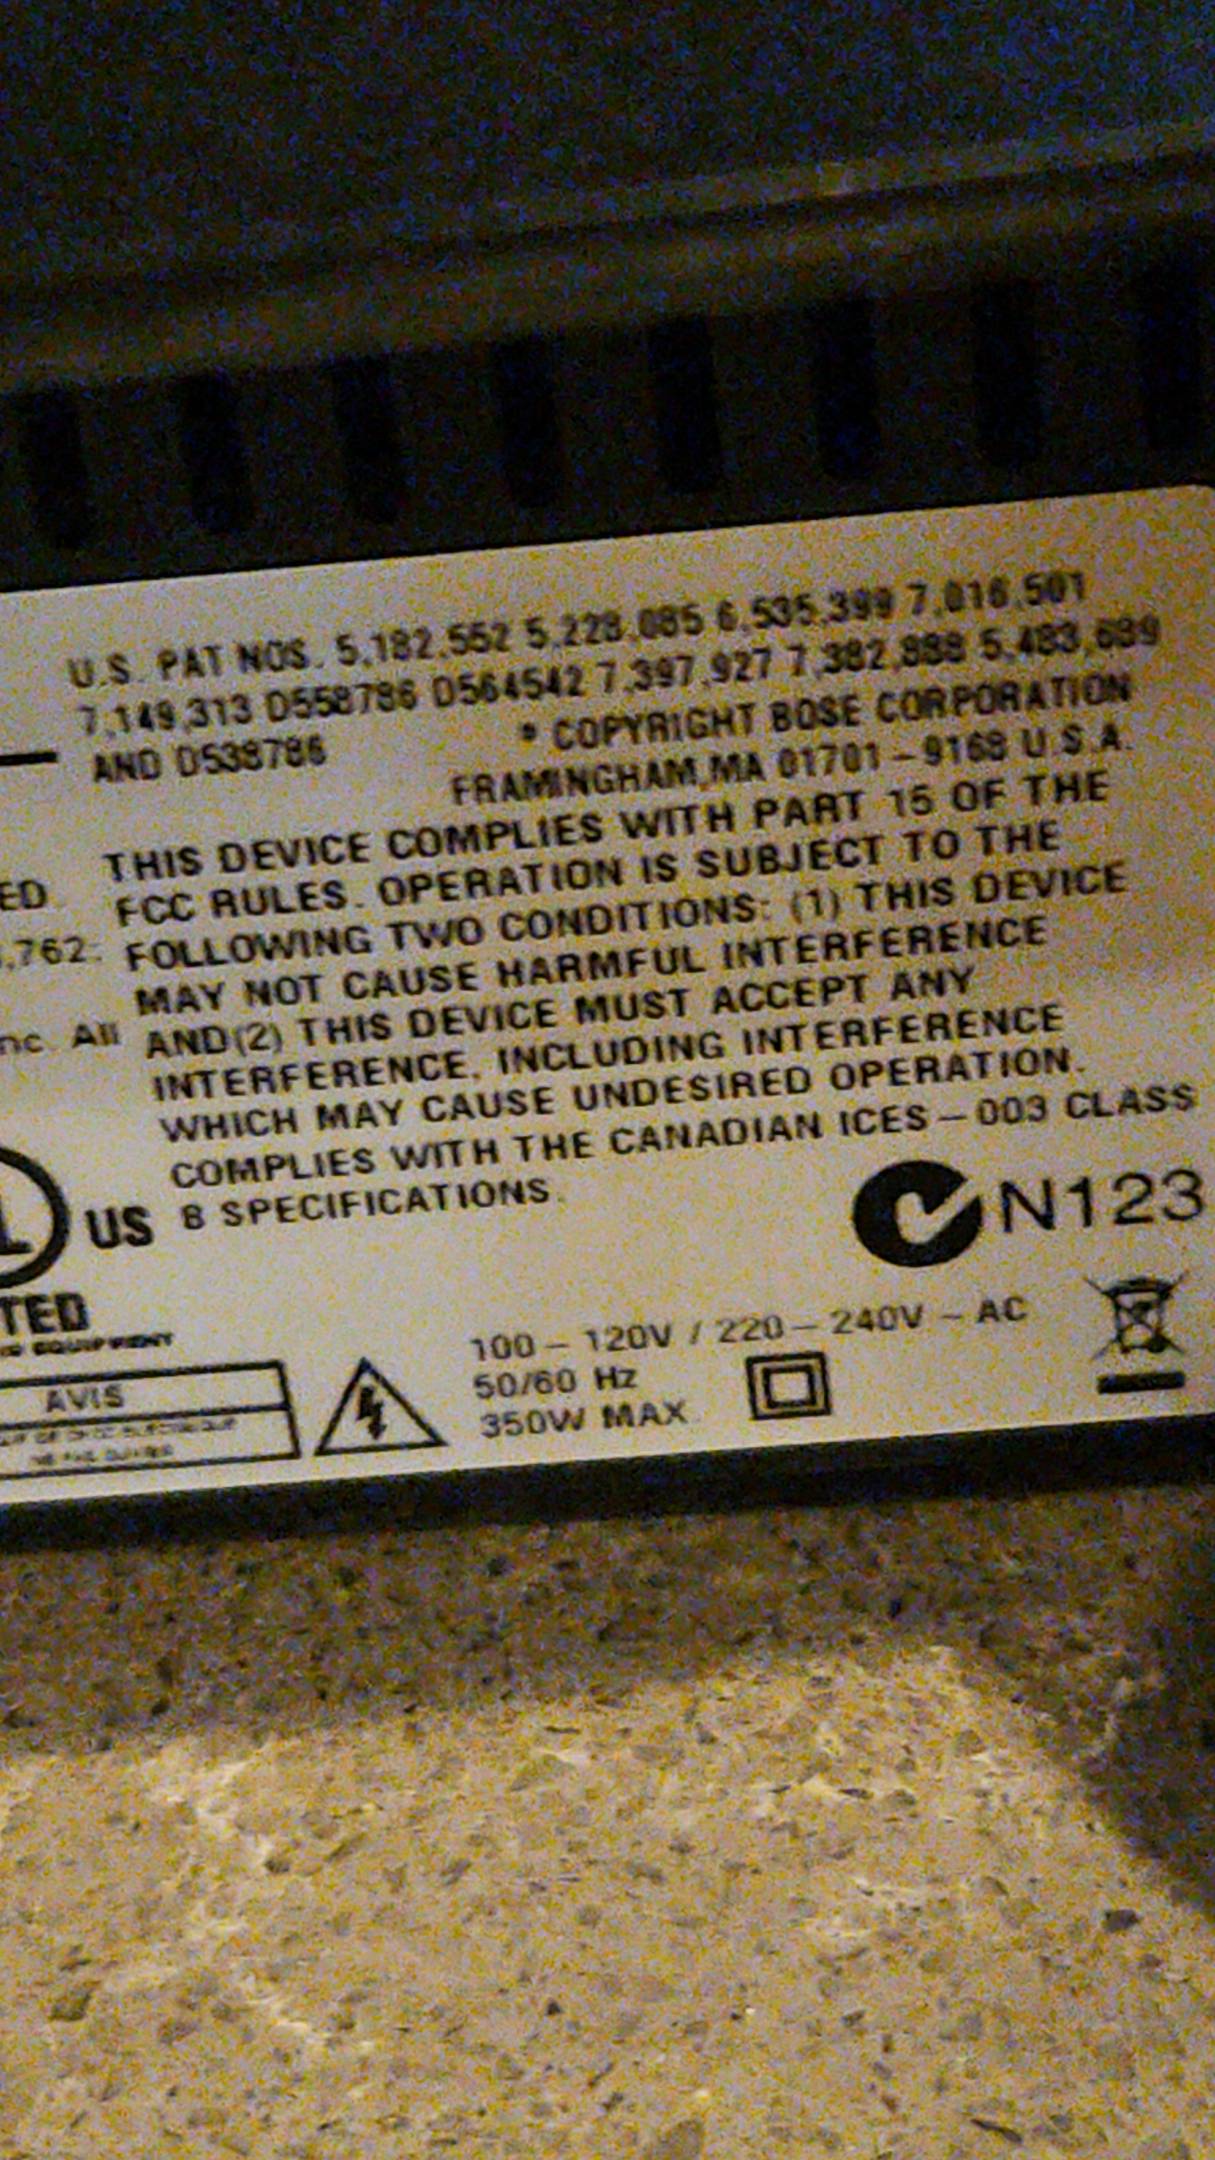 U.S. PAT NOS. 5,182,552 5,228,085 6,535,399 7,016,501
7,149,313 D558786 D564542 7,397,927 7,382,888 5,483,689
AND D538786
© COPYRIGHT BOSE CORPORATION
FRAMINGHAM,MA 01701-9168 U.S.A.
THIS DEVICE COMPLIES WITH PART 15 OF THE
FCC RULES. OPERATION IS SUBJECT TO THE
FOLLOWING TWO CONDITIONS: (1) THIS DEVICE
MAY NOT CAUSE HARMFUL INTERFERENCE
AND(2) THIS DEVICE MUST ACCEPT ANY
INTERFERENCE, INCLUDING INTERFERENCE
WHICH MAY CAUSE UNDESIRED OPERATION.
COMPLIES WITH THE CANADIAN ICES-003 CLASS
B SPECIFICATIONS.
ED
,762.
nc. All
L US
TED
EQUIPMENT
AVIS
N123
100-120V / 220-240V ~ AC
50/60 Hz
350W MAX.